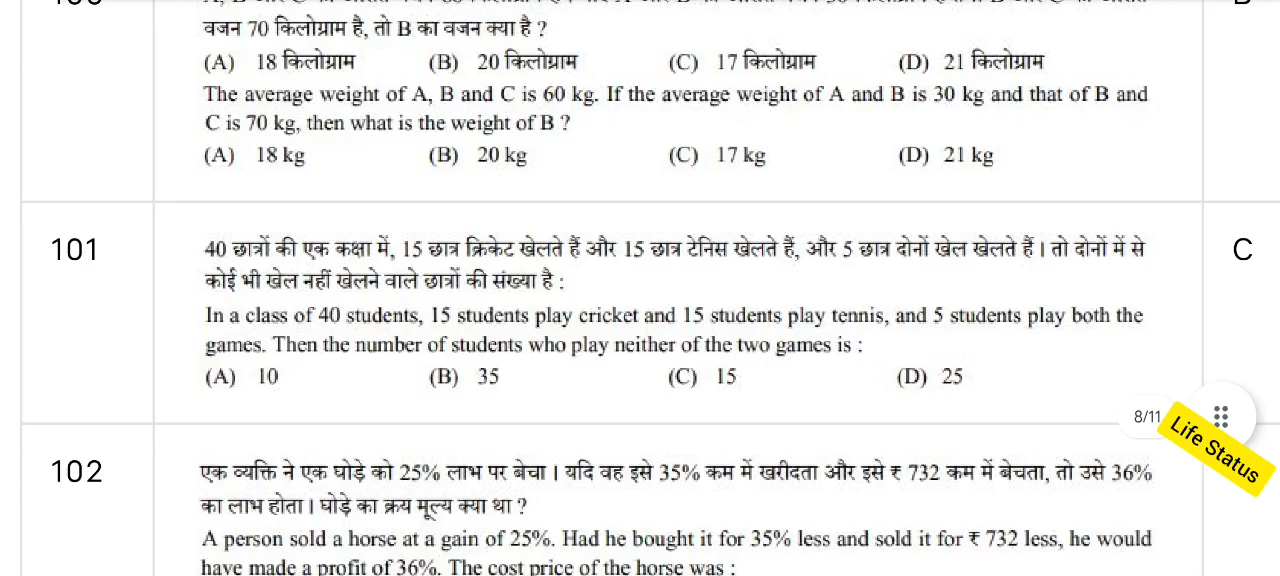 वजन 70 किलोग्राम है, तो B का वजन क्या है ?
(A) 18 किलोग्राम (B) 20 किलोग्राम (C) 17 किलोग्राम (D) 21 किलोग्राम
The average weight of A, B and C is 60 kg. If the average weight of A and B is 30 kg and that of B and
C is 70 kg, then what is the weight of B ?
(A) 18 kg (B) 20 kg (C) 17 kg (D) 21 kg
101
40 छात्रों की एक कक्षा में, 15 छात्र क्रिकेट खेलते हैं और 15 छात्र टेनिस खेलते हैं, और 5 छात्र दोनों खेल खेलते हैं । तो दोनों में से
कोई भी खेल नहीं खेलने वाले छात्रों की संख्या है :
In a class of 40 students, 15 students play cricket and 15 students play tennis, and 5 students play both the
games. Then the number of students who play neither of the two games is :
(A) 10 (B) 35 (C) 15 (D) 25
C
8/11
Life Status
102
एक व्यक्ति ने एक घोड़े को 25% लाभ पर बेचा । यदि वह इसे 35% कम में खरीदता और इसे ₹ 732 कम में बेचता, तो उसे 36%
का लाभ होता । घोड़े का क्रय मूल्य क्या था ?
A person sold a horse at a gain of 25%. Had he bought it for 35% less and sold it for ₹ 732 less, he would
have made a profit of 36%. The cost price of the horse was :